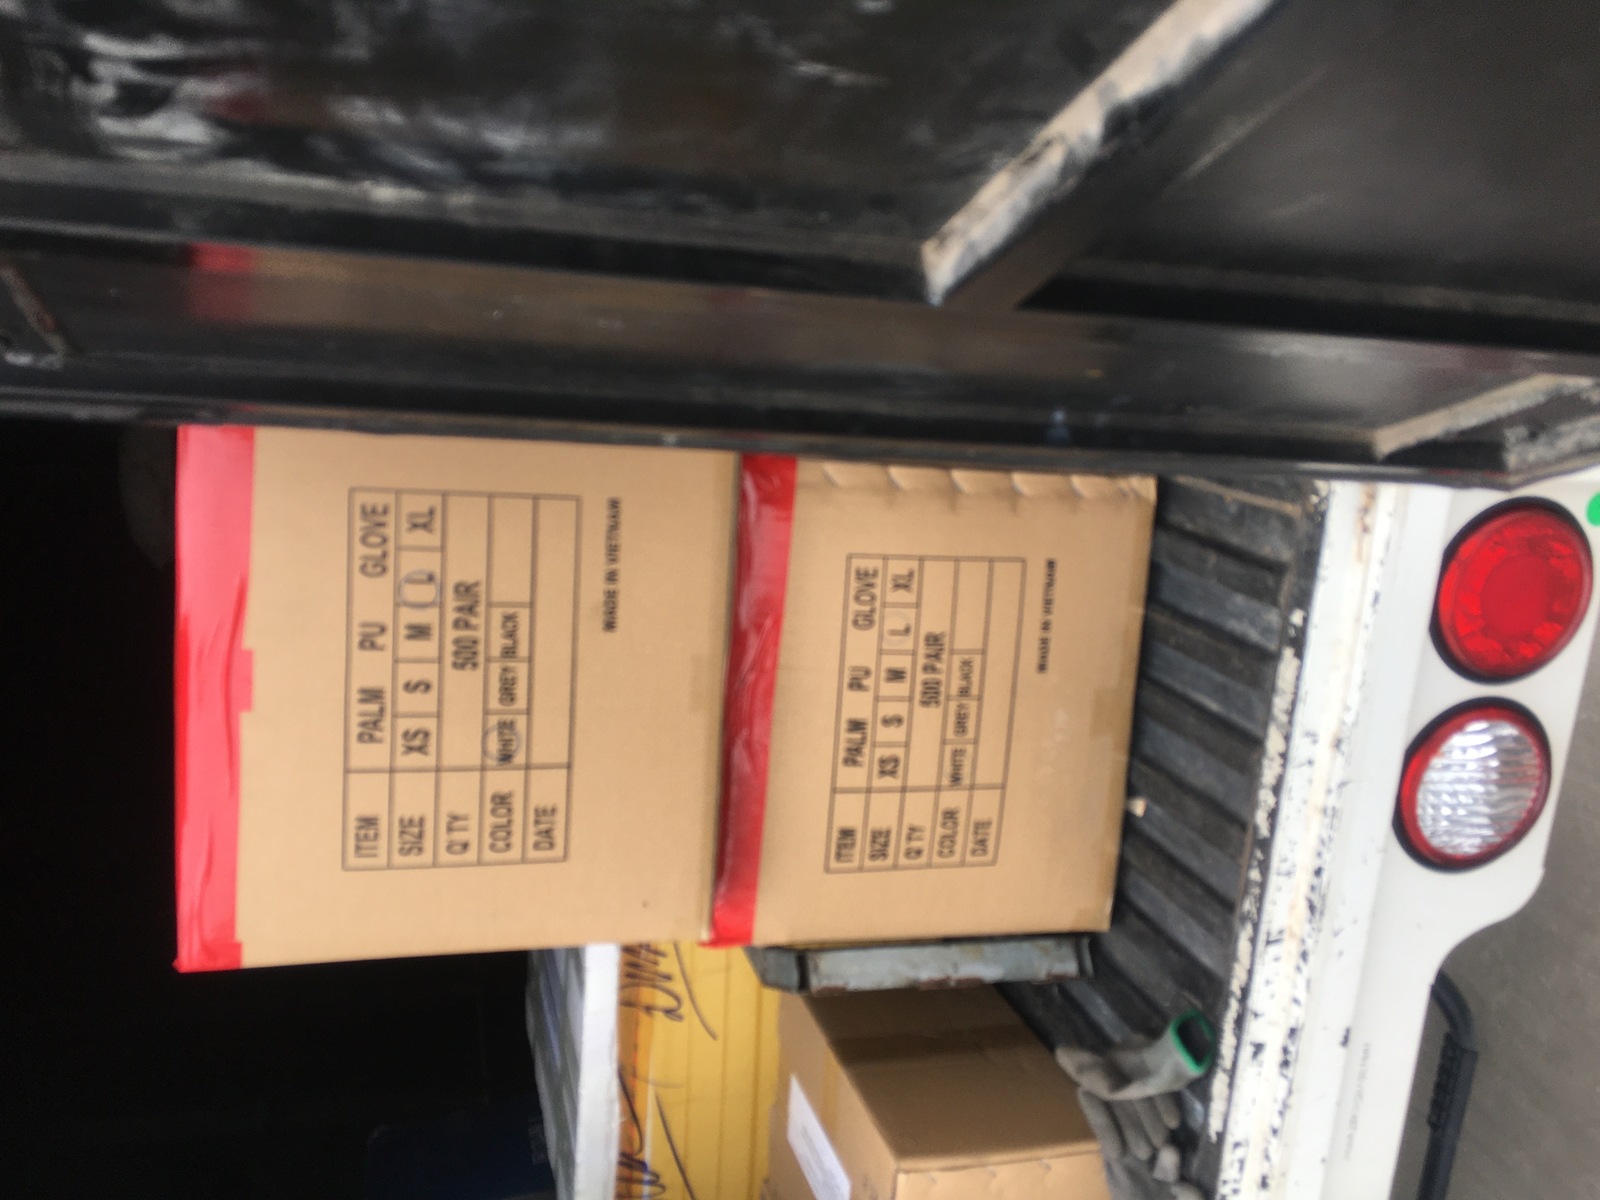 ITEM PALM PU GLOVE
SIZE XS S M L XL
Q'TY 500 PAIR
COLOR WHITE GREY BLACK
DATE
MADE IN VIETNAM
ITEM PALM PU GLOVE
SIZE XS S M L XL
Q'TY 500 PAIR
COLOR WHITE GREY BLACK
DATE
MADE IN VIETNAM